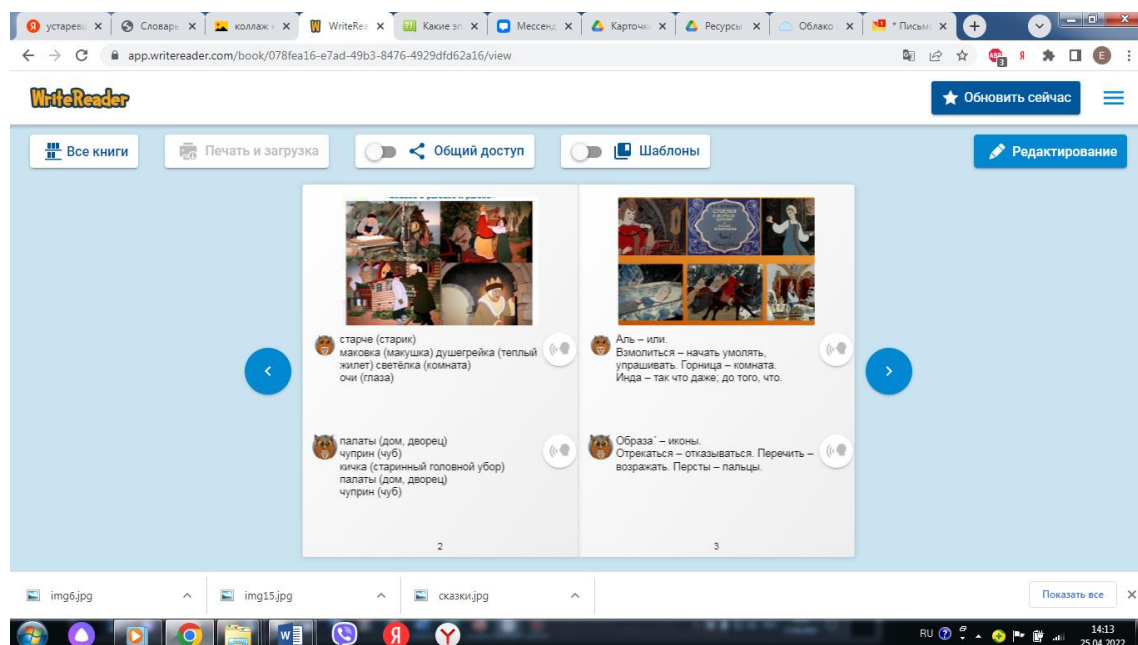 устарев
Словарь
коллаж
WriteRea
Какие эп
Мессенд
Карточк
Ресурсы
Облако
* Письм
app.writereader.com/book/078fea16-e7ad-49b3-8476-4929dfd62a16/view
WriteReader
Обновить сейчас
Все книги
Печать и загрузка
Общий доступ
Шаблоны
Редактирование
старче (старик)
маковка (макушка) душегрейка (теплый
жилет) светёлка (комната)
очи (глаза)
палаты (дом, дворец)
чуприн (чуб)
кичка (старинный головной убор)
палаты (дом, дворец)
чуприн (чуб)
2
Аль – или.
Взмолиться – начать умолять,
упрашивать. Горница – комната.
Инда – так что даже; до того, что.
Образа´ – иконы.
Отрекаться – отказываться. Перечить –
возражать. Персты – пальцы.
3
img6.jpg
img15.jpg
сказки.jpg
Показать все
RU
14:13
25.04.2022